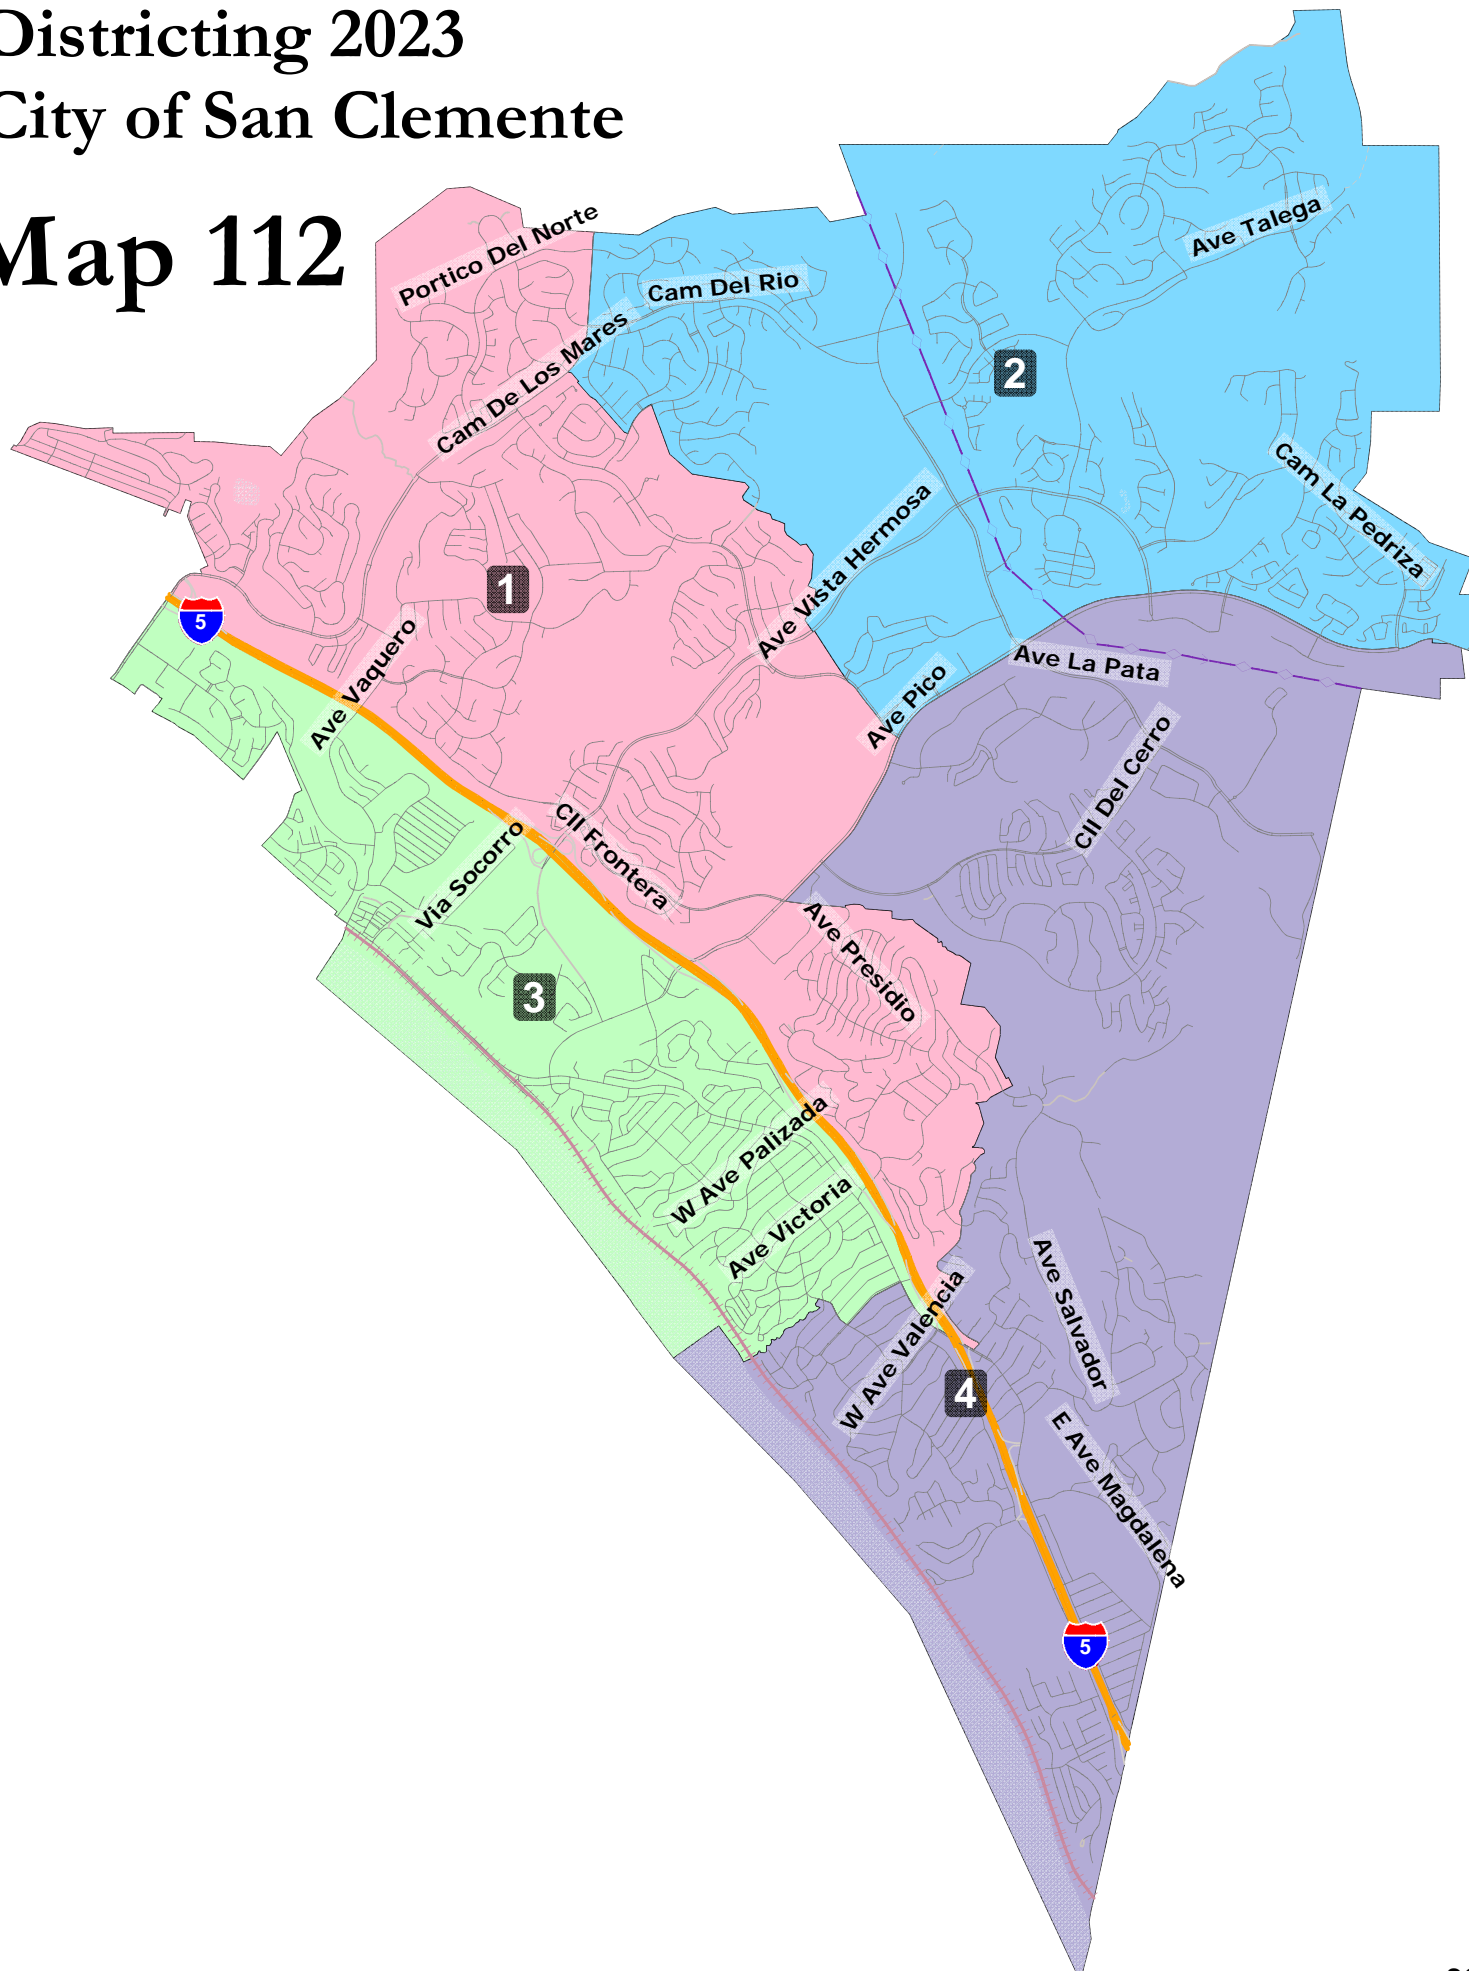 Districting 2023
City of San Clemente
Map 112
Portico Del Norte
Cam Del Rio
Ave Talega
Cam De Los Mares
2
Cam La Pedriza
Ave Vista Hermosa
1
5
Ave Vaquero
Ave La Pata
Ave Pico
Cll Del Cerro
Cll Frontera
Via Socorro
Ave Presidio
3
W Ave Palizada
Ave Victoria
Ave Salvador
W Ave Valencia
4
E Ave Magdalena
5